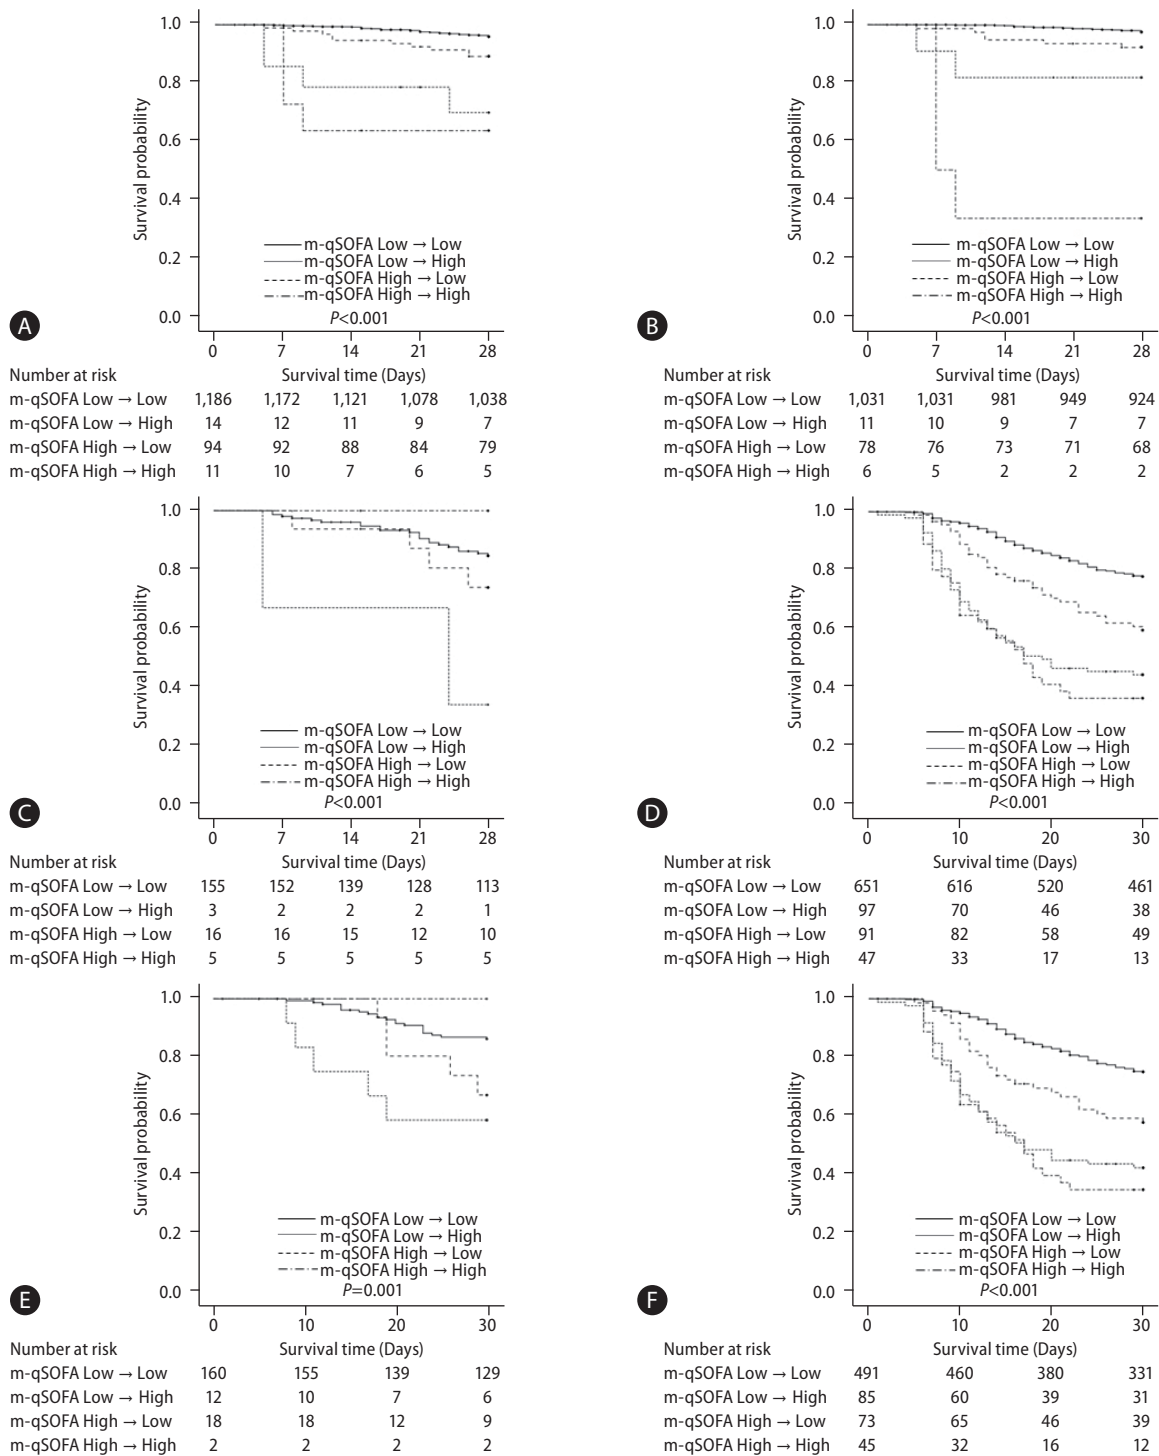 1.0
0.8
0.6
0.4
0.2
0.0
Survival probability
m-qSOFA Low → Low
m-qSOFA Low → High
m-qSOFA High → Low
m-qSOFA High → High
P<0.001
A
0 7 14 21 28
Number at risk Survival time (Days)
m-qSOFA Low → Low 1,186 1,172 1,121 1,078 1,038
m-qSOFA Low → High 14 12 11 9 7
m-qSOFA High → Low 94 92 88 84 79
m-qSOFA High → High 11 10 7 6 5
1.0
0.8
0.6
0.4
0.2
0.0
Survival probability
m-qSOFA Low → Low
m-qSOFA Low → High
m-qSOFA High → Low
m-qSOFA High → High
P<0.001
B
0 7 14 21 28
Number at risk Survival time (Days)
m-qSOFA Low → Low 1,031 1,031 981 949 924
m-qSOFA Low → High 11 10 9 7 7
m-qSOFA High → Low 78 76 73 71 68
m-qSOFA High → High 6 5 2 2 2
1.0
0.8
0.6
0.4
0.2
0.0
Survival probability
m-qSOFA Low → Low
m-qSOFA Low → High
m-qSOFA High → Low
m-qSOFA High → High
P<0.001
C
0 7 14 21 28
Number at risk Survival time (Days)
m-qSOFA Low → Low 155 152 139 128 113
m-qSOFA Low → High 3 2 2 2 1
m-qSOFA High → Low 16 16 15 12 10
m-qSOFA High → High 5 5 5 5 5
1.0
0.8
0.6
0.4
0.2
0.0
Survival probability
m-qSOFA Low → Low
m-qSOFA Low → High
m-qSOFA High → Low
m-qSOFA High → High
P<0.001
D
0 10 20 30
Number at risk Survival time (Days)
m-qSOFA Low → Low 651 616 520 461
m-qSOFA Low → High 97 70 46 38
m-qSOFA High → Low 91 82 58 49
m-qSOFA High → High 47 33 17 13
1.0
0.8
0.6
0.4
0.2
0.0
Survival probability
m-qSOFA Low → Low
m-qSOFA Low → High
m-qSOFA High → Low
m-qSOFA High → High
P=0.001
E
0 10 20 30
Number at risk Survival time (Days)
m-qSOFA Low → Low 160 155 139 129
m-qSOFA Low → High 12 10 7 6
m-qSOFA High → Low 18 18 12 9
m-qSOFA High → High 2 2 2 2
1.0
0.8
0.6
0.4
0.2
0.0
Survival probability
m-qSOFA Low → Low
m-qSOFA Low → High
m-qSOFA High → Low
m-qSOFA High → High
P<0.001
F
0 10 20 30
Number at risk Survival time (Days)
m-qSOFA Low → Low 491 460 380 331
m-qSOFA Low → High 85 60 39 31
m-qSOFA High → Low 73 65 46 39
m-qSOFA High → High 45 32 16 12